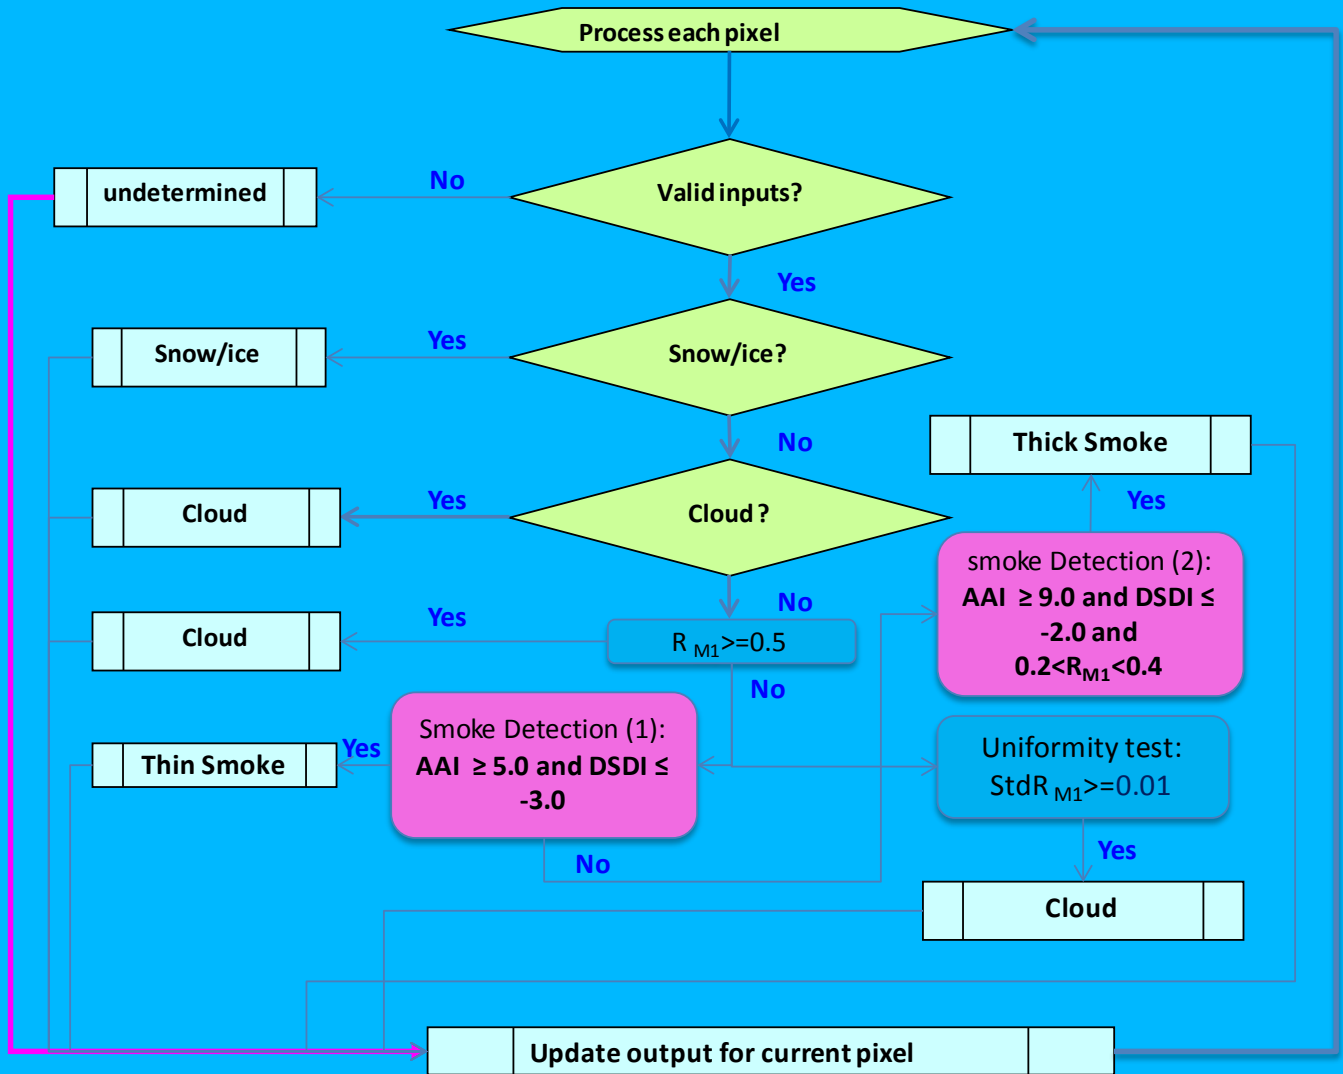 Process each pixel
No
undetermined
Valid inputs?
Yes
Yes
Snow/ice
Snow/ice?
No
Thick Smoke
Yes
Cloud
Cloud ?
Yes
smoke Detection (2):
AAI ≥ 9.0 and DSDI ≤
-2.0 and
0.2<RM1<0.4
No
Yes
Cloud
R M1>=0.5
No
Smoke Detection (1):
AAI ≥ 5.0 and DSDI ≤
-3.0
Yes
Thin Smoke
Uniformity test:
StdR M1>=0.01
No
Yes
Cloud
Update output for current pixel